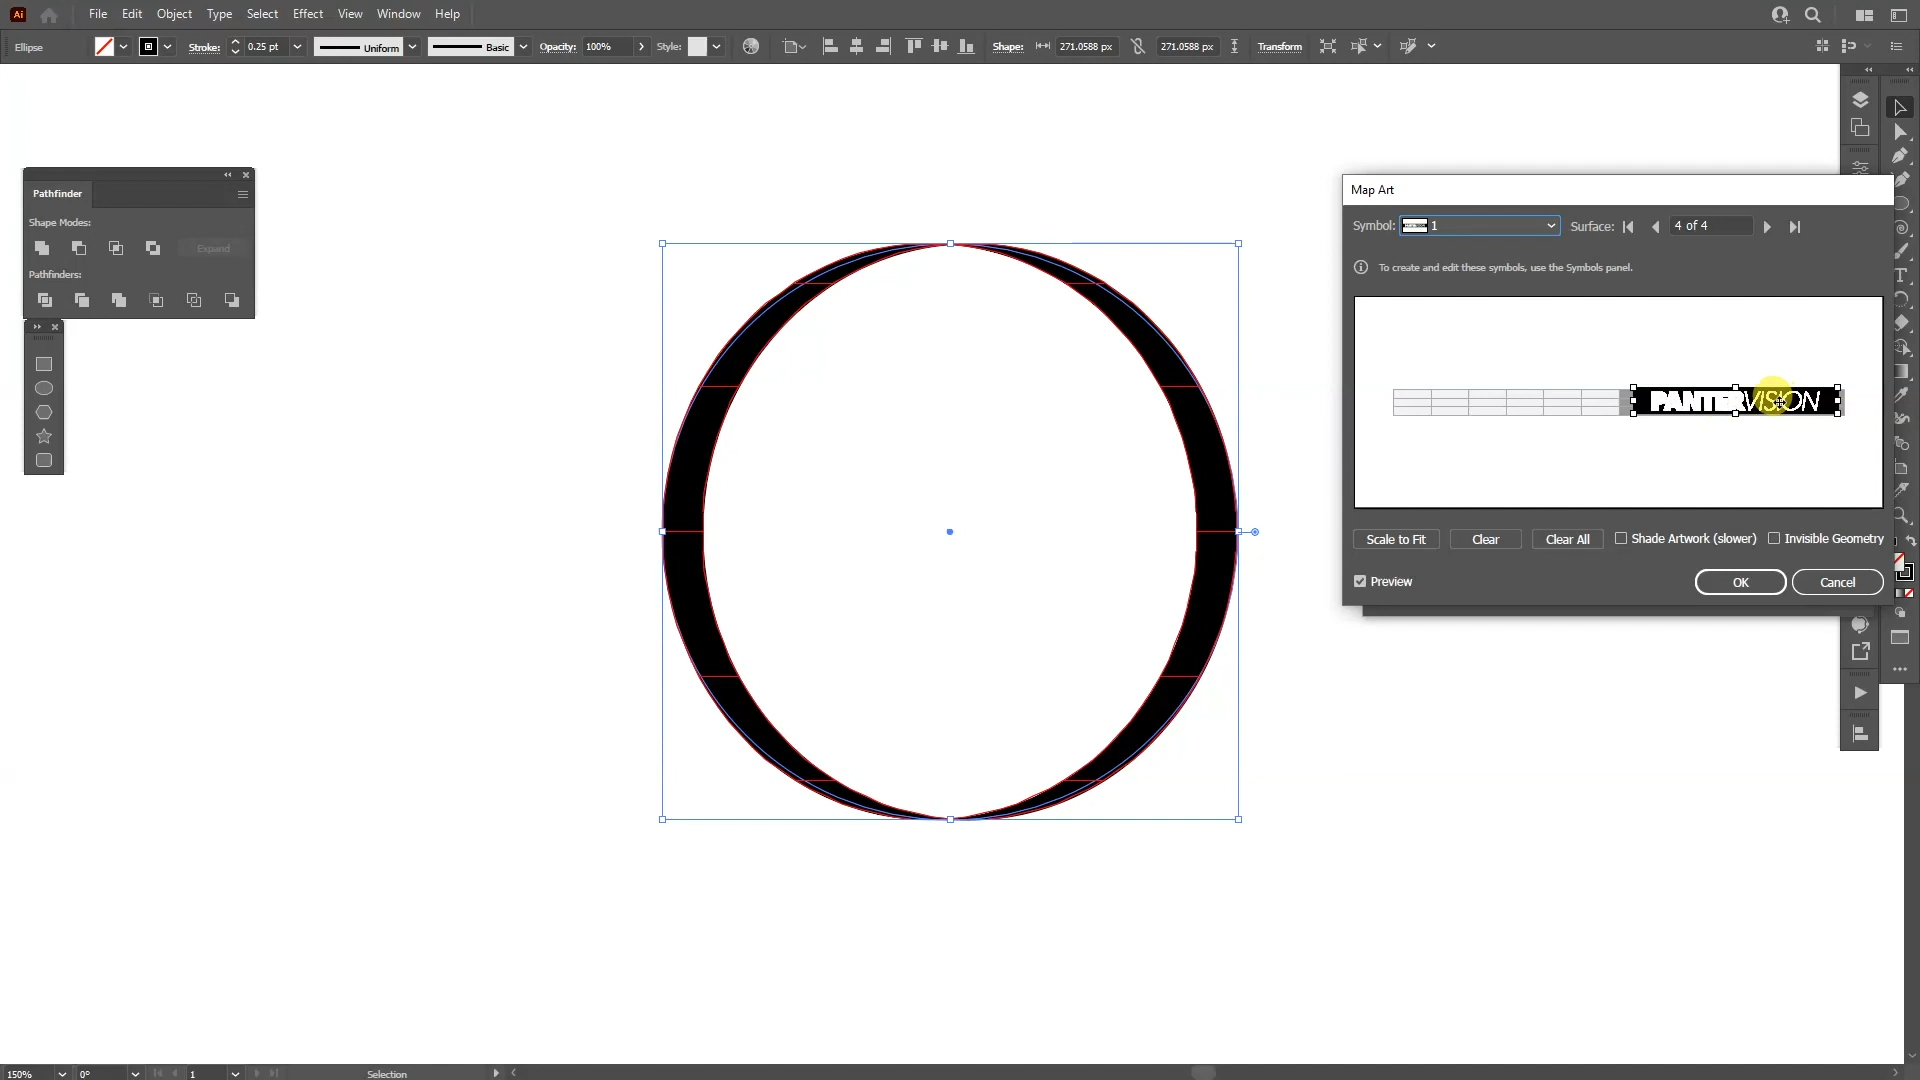 Ai File Edit Object Type Select Effect View Window Help
Ellipse Stroke: 0.25 pt Uniform Basic Opacity: 100% Style: Shape: 271.0588 px 271.0588 px Transform
Pathfinder
Shape Modes:
Expand
Pathfinders:
Map Art
Symbol: 1 Surface: 4 of 4
To create and edit these symbols, use the Symbols panel.
PANTERVISION
Scale to Fit Clear Clear All Shade Artwork (slower) Invisible Geometry
Preview OK Cancel
150% 0° 1 Selection